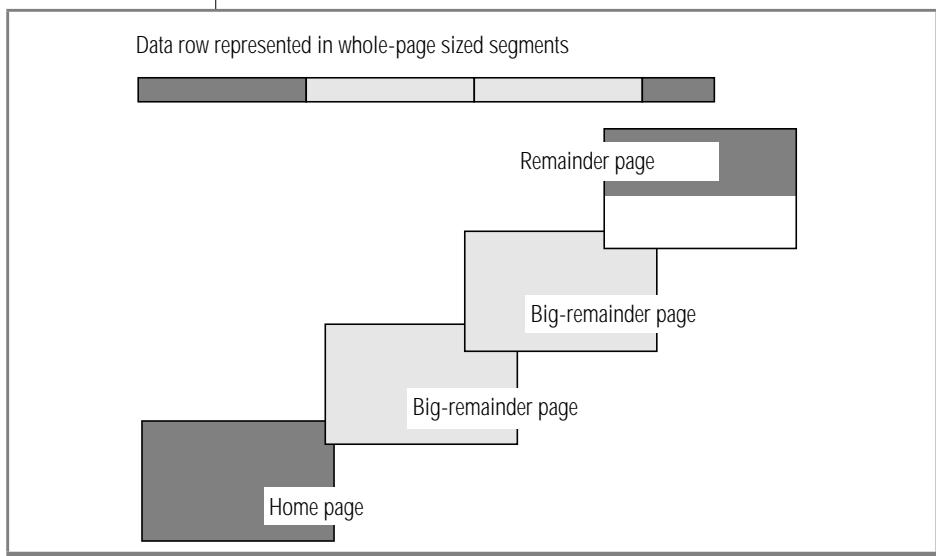 Data row represented in whole-page sized segments
Remainder page
Big-remainder page
Big-remainder page
Home page